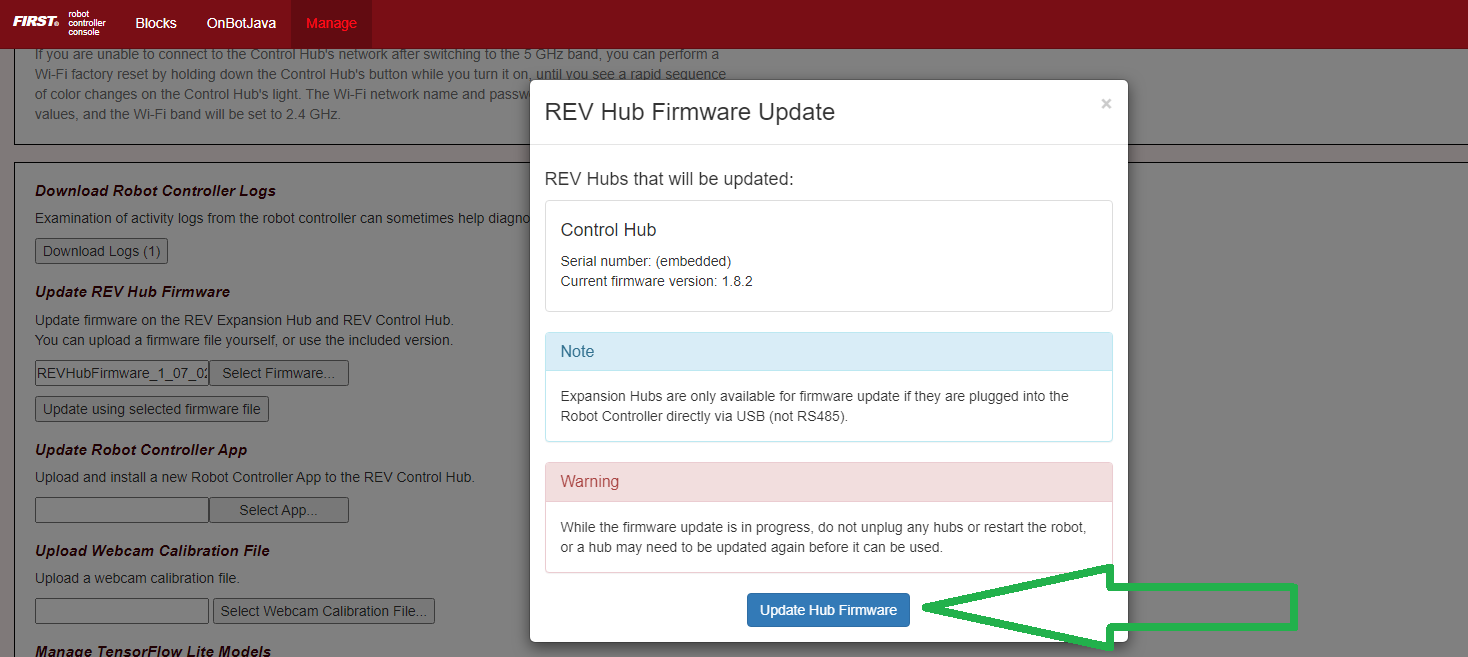 FIRST® robot controller console
Blocks
OnBotJava
Manage
If you are unable to connect to the Control Hub's network after switching to the 5 GHz band, you can perform a
Wi-Fi factory reset by holding down the Control Hub's button while you turn it on, until you see a rapid sequence
of color changes on the Control Hub's light. The Wi-Fi network name and
values, and the Wi-Fi band will be set to 2.4 GHz.
Download Robot Controller Logs
Examination of activity logs from the robot controller can sometimes help
Download Logs (1)
Update REV Hub Firmware
Update firmware on the REV Expansion Hub and REV Control Hub.
You can upload a firmware file yourself, or use the included version.
REVHubFirmware_1_07_02
Select Firmware...
Update using selected firmware file
Update Robot Controller App
Upload and install a new Robot Controller App to the REV Control Hub.
Select App...
Upload Webcam Calibration File
Upload a webcam calibration file.
Select Webcam Calibration File...
Manage TensorFlow Lite Models
REV Hub Firmware Update
×
REV Hubs that will be updated:
Control Hub
Serial number: (embedded)
Current firmware version: 1.8.2
Note
Expansion Hubs are only available for firmware update if they are plugged into the
Robot Controller directly via USB (not RS485).
Warning
While the firmware update is in progress, do not unplug any hubs or restart the robot,
or a hub may need to be updated again before it can be used.
Update Hub Firmware